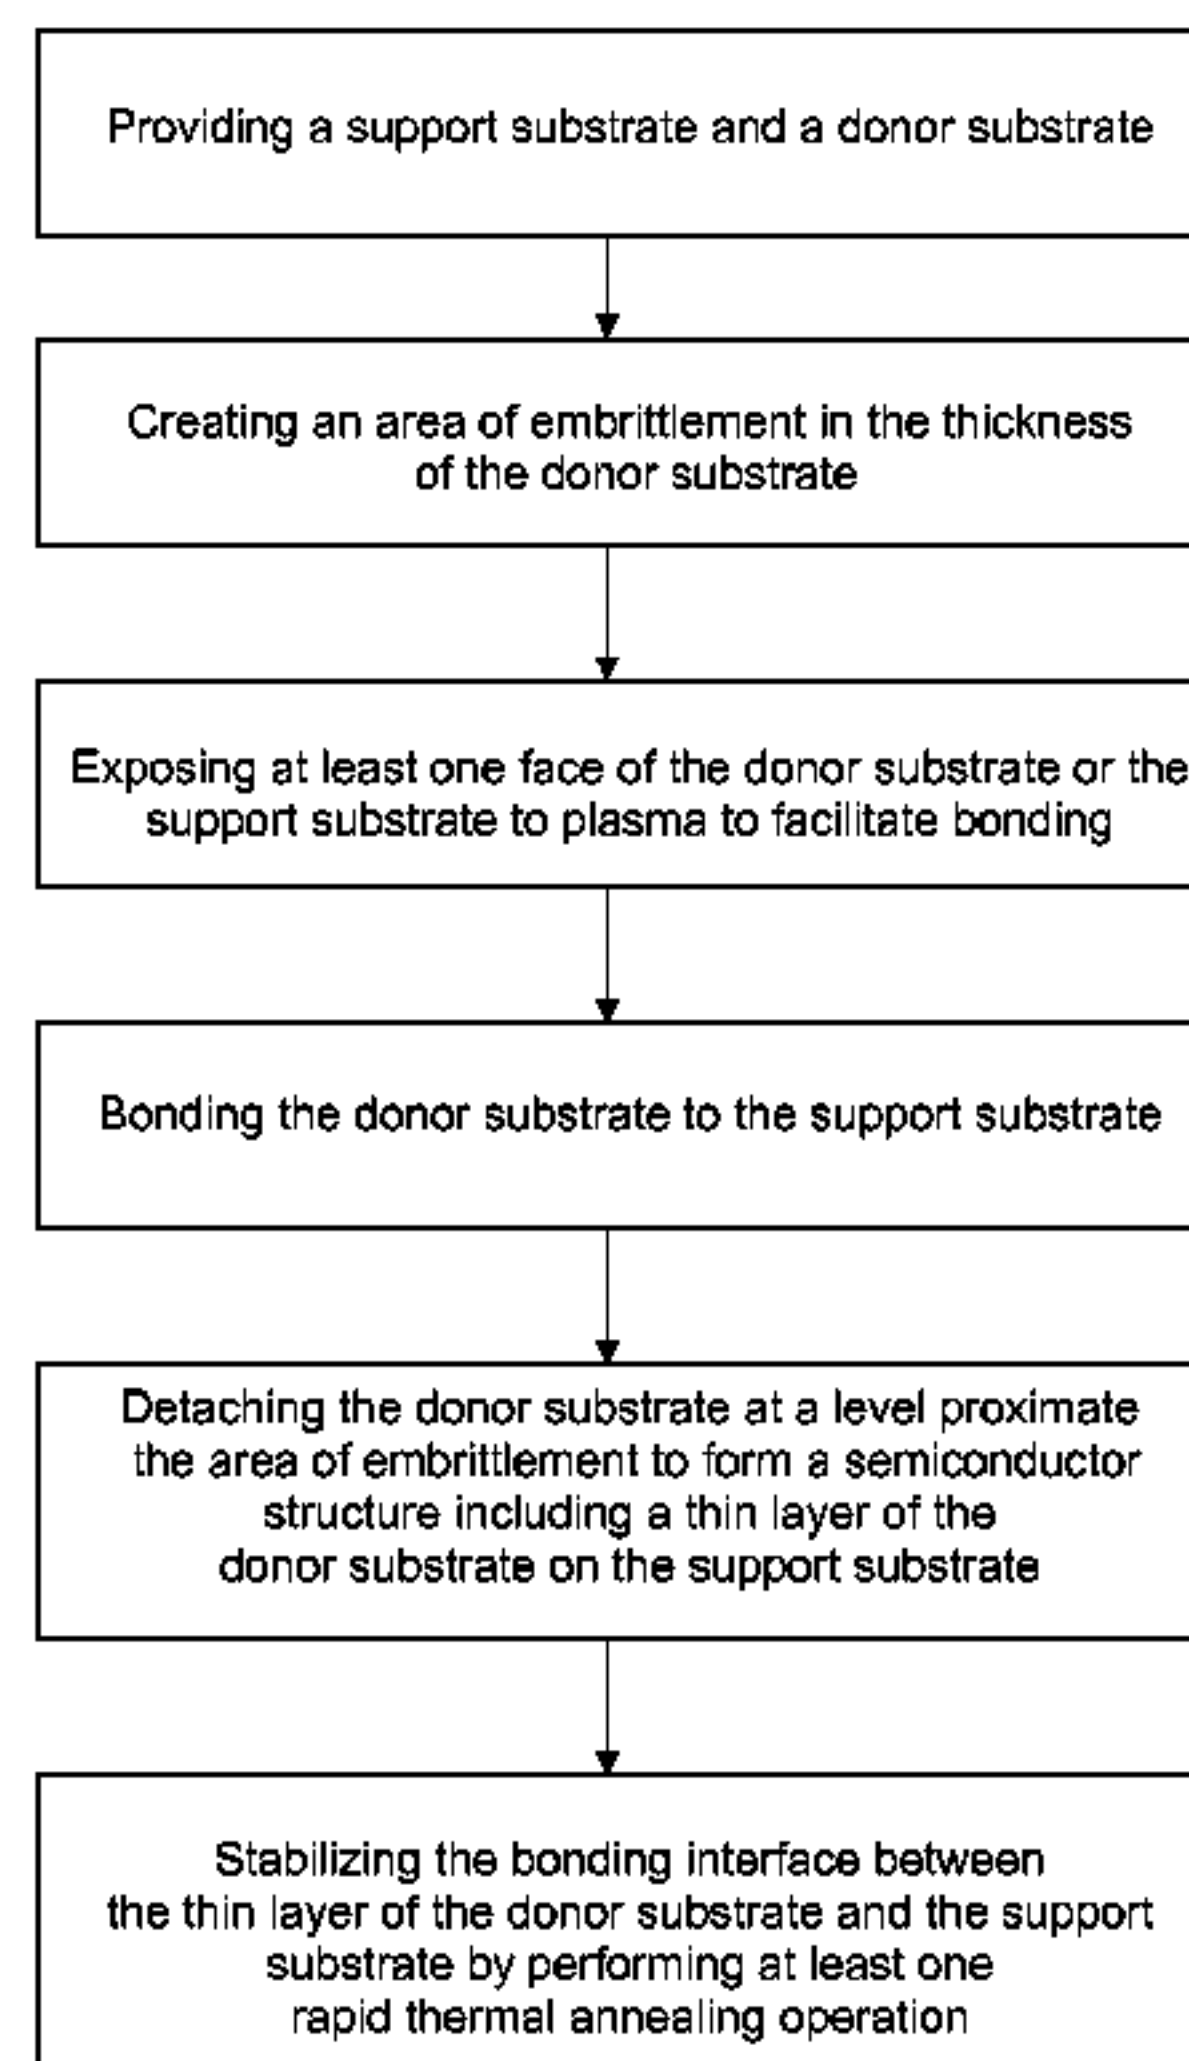 Providing a support substrate and a donor substrate
Creating an area of embrittlement in the thickness
of the donor substrate
Exposing at least one face of the donor substrate or the
support substrate to plasma to facilitate bonding
Bonding the donor substrate to the support substrate
Detaching the donor substrate at a level proximate
the area of embrittlement to form a semiconductor
structure including a thin layer of the
donor substrate on the support substrate
Stabilizing the bonding interface between
the thin layer of the donor substrate and the support
substrate by performing at least one
rapid thermal annealing operation